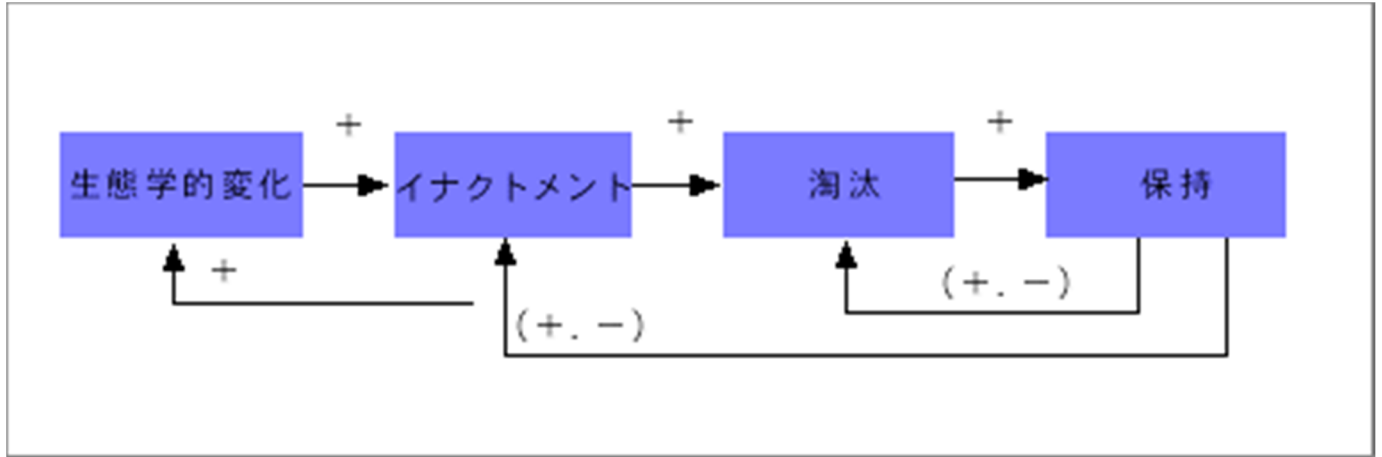 + + +
生態学的変化 イナクトメント 淘汰 保持
+ (+.-)
(+.-)